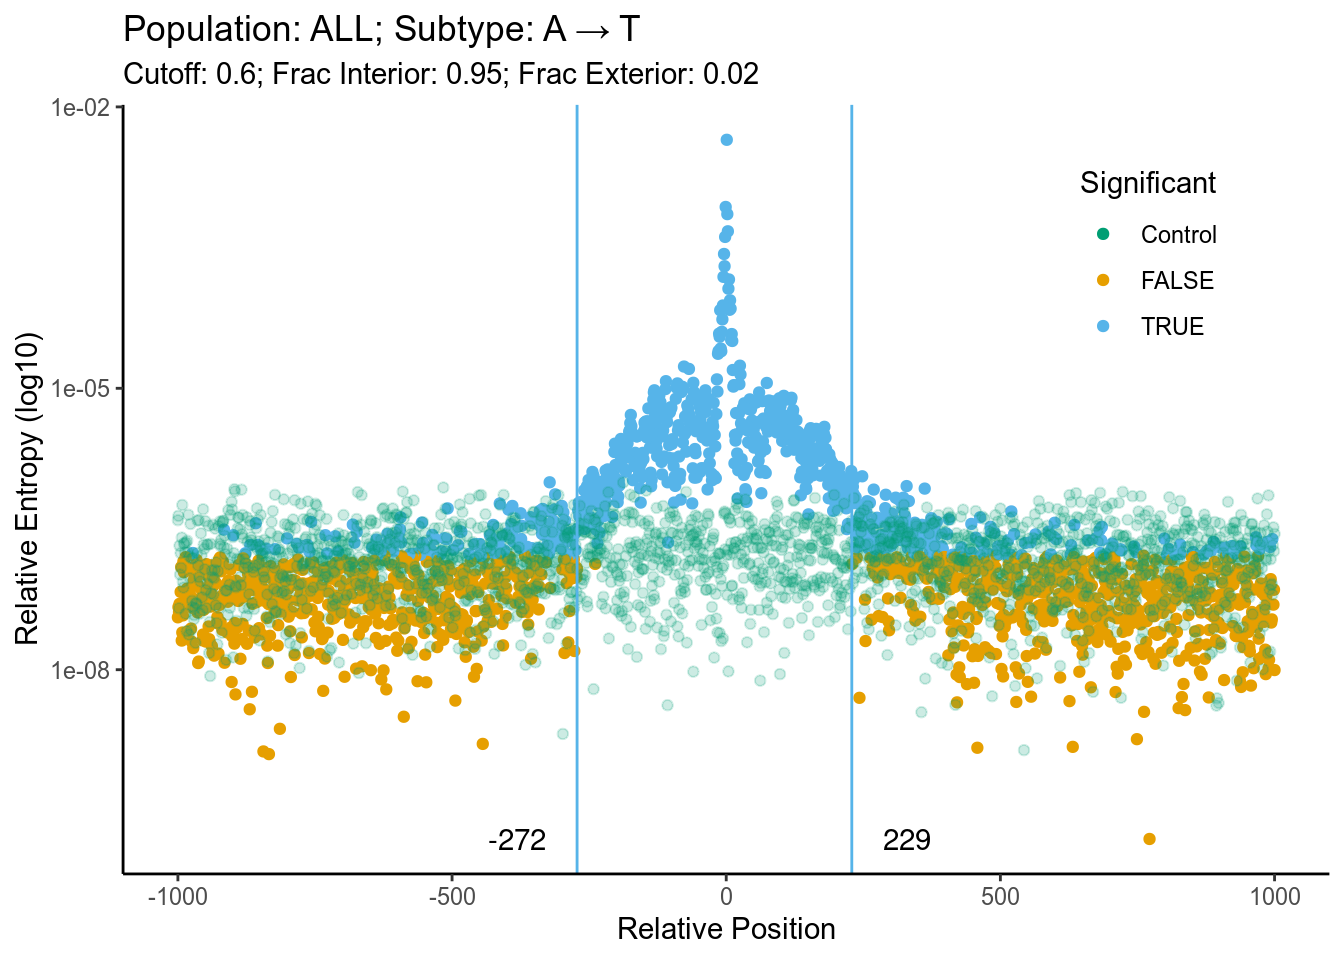 Population: ALL; Subtype: A → T
Cutoff: 0.6; Frac Interior: 0.95; Frac Exterior: 0.02
1e-02
Significant
Control
FALSE
TRUE
Relative Entropy (log10)
1e-05
1e-08
-272
229
-1000
-500
0
500
1000
Relative Position